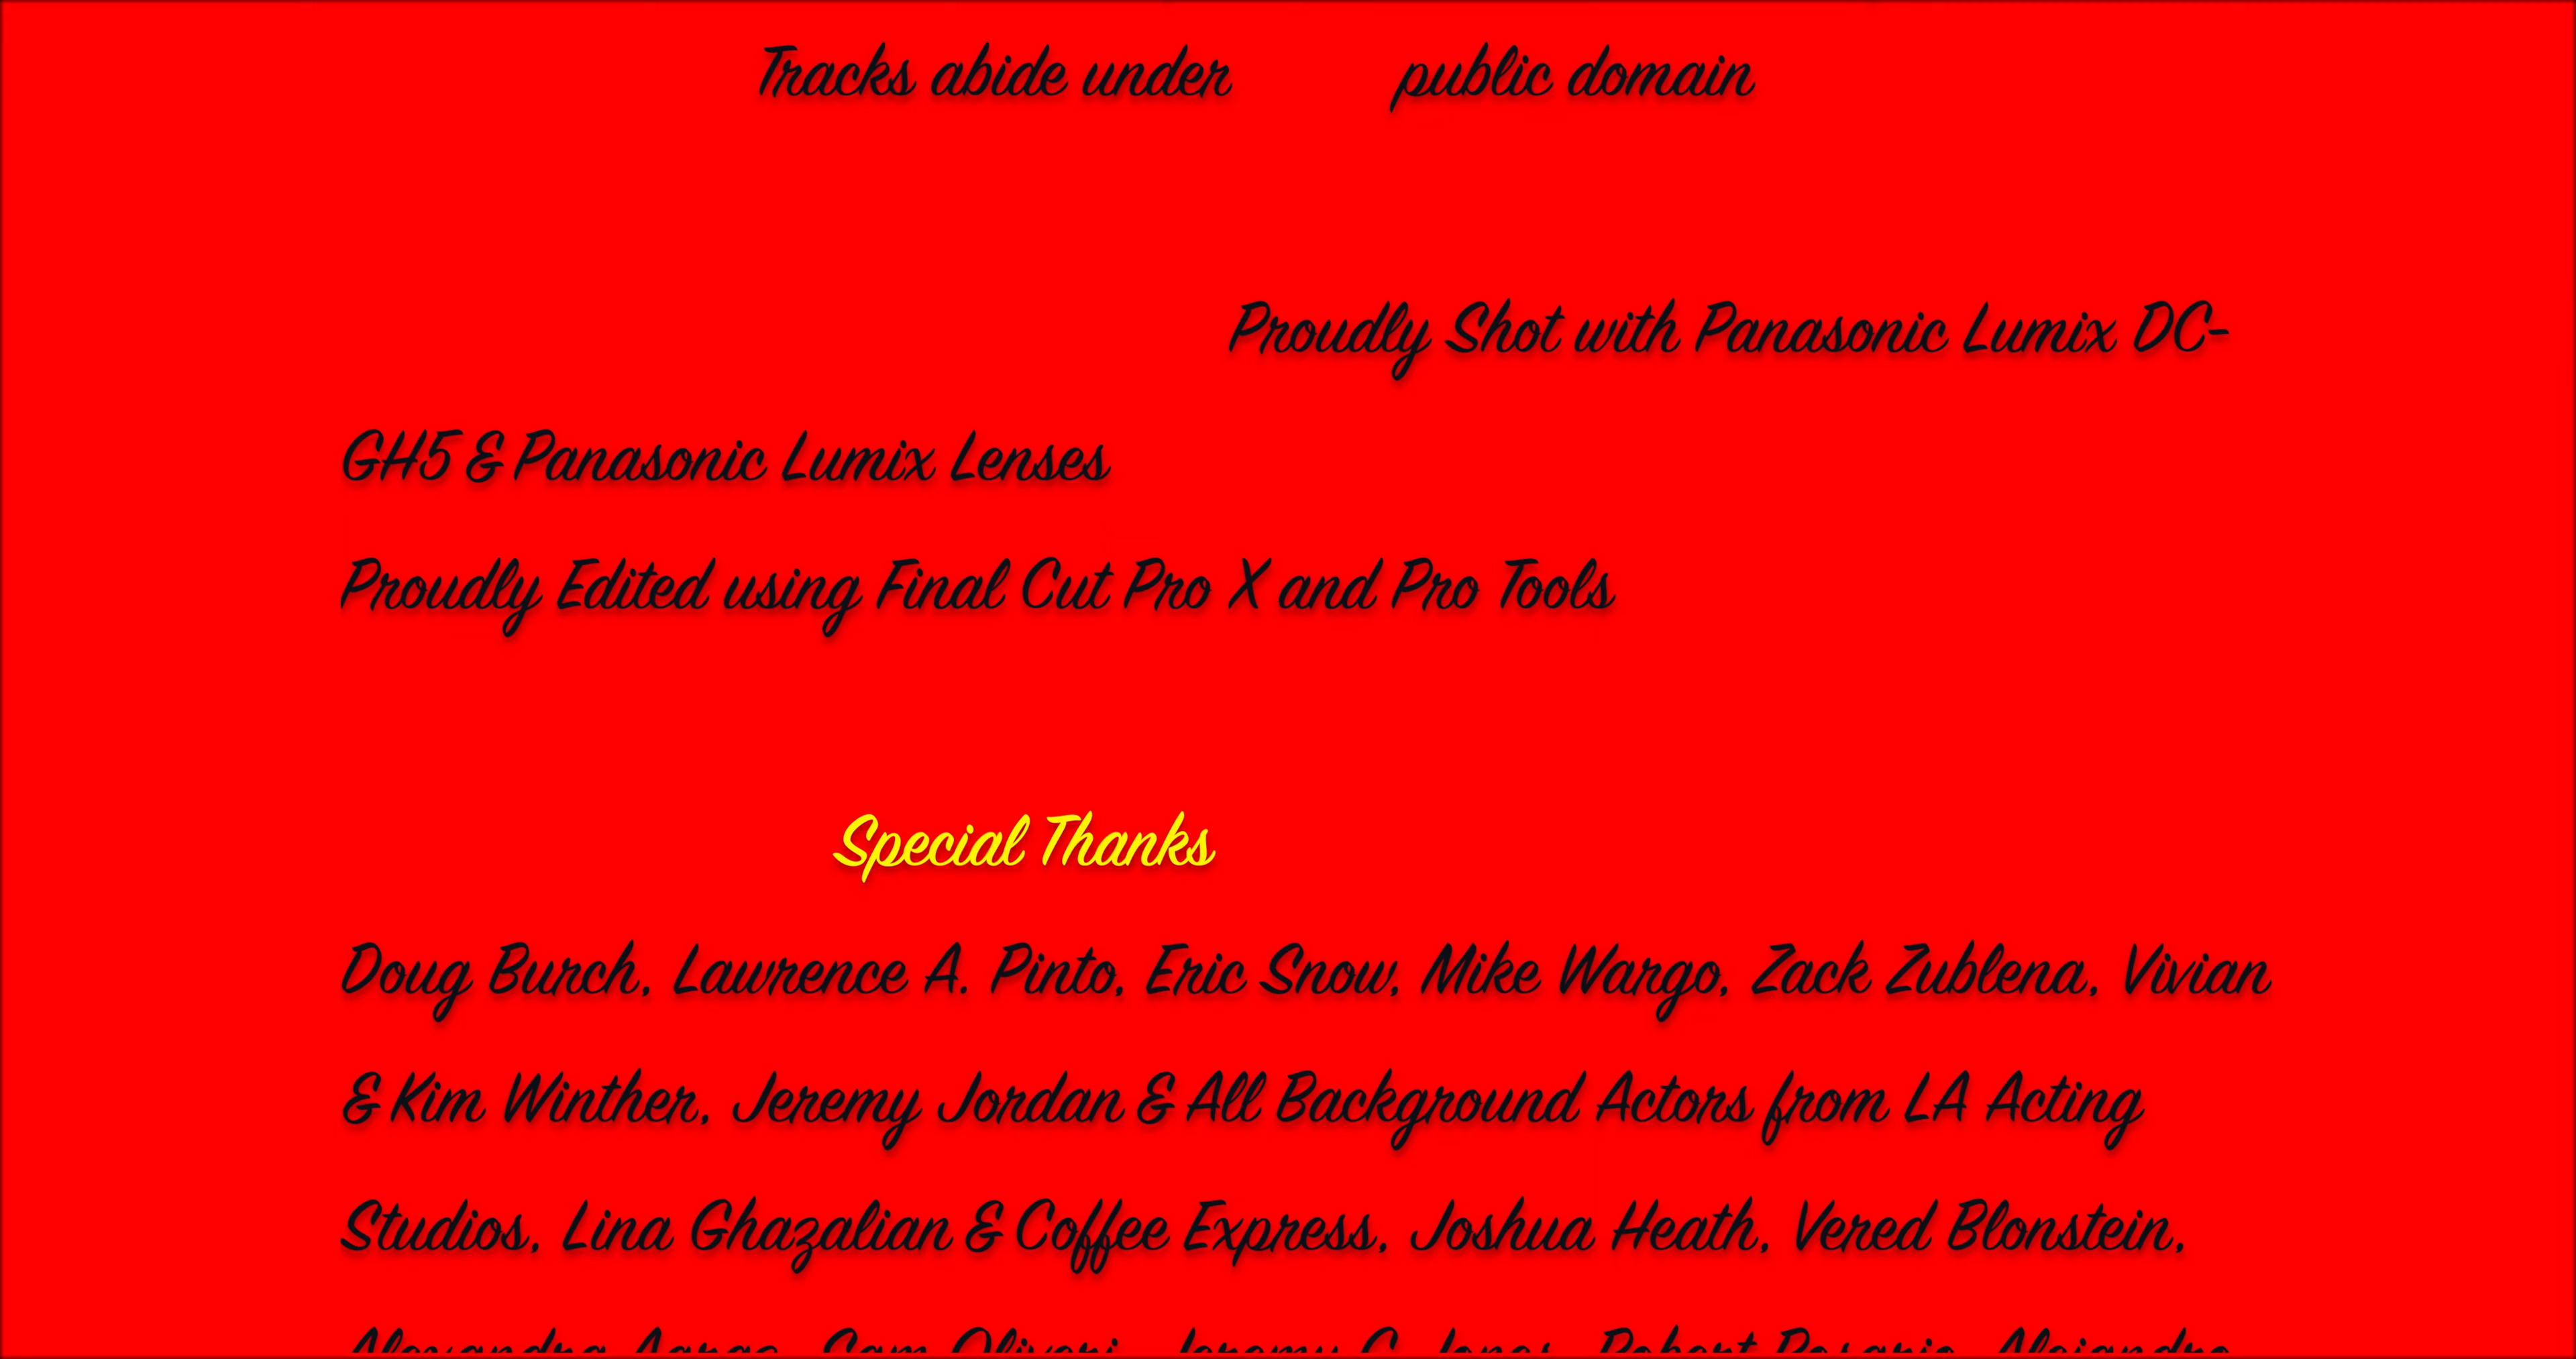 Tracks abide under public domain
Proudly Shot with Panasonic Lumix DC-
GH5 & Panasonic Lumix Lenses
Proudly Edited using Final Cut Pro X and Pro Tools
Special Thanks
Doug Burch, Lawrence A. Pinto, Eric Snow, Mike Wargo, Zack Zublena, Vivian
& Kim Winther, Jeremy Jordan & All Background Actors from LA Acting
Studios, Lina Ghazalian & Coffee Express, Joshua Heath, Vered Blonstein,